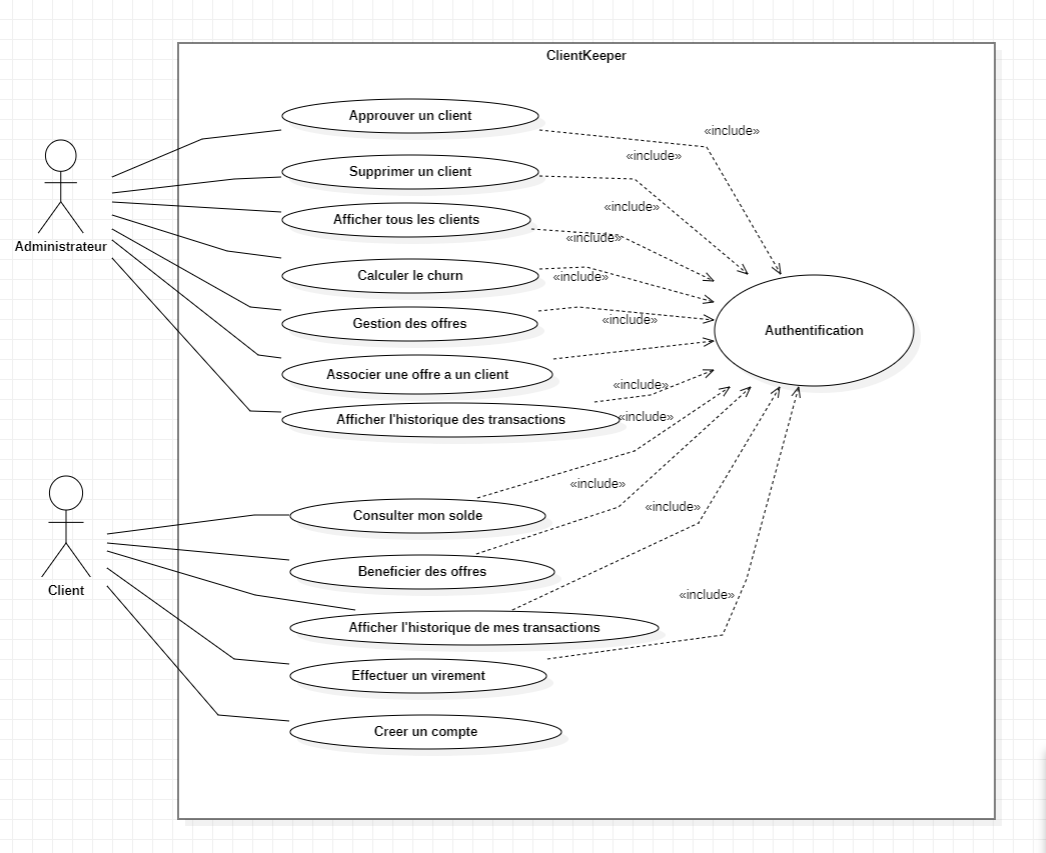 ClientKeeper
Approuver un client
«include»
«include»
Supprimer un client
«include»
Afficher tous les clients
«include»
Administrateur
Calculer le churn
«include»
Gestion des offres
«include»
Authentification
Associer une offre a un client
«include»
Afficher l'historique des transactions
«include»
«include»
Consulter mon solde
«include»
Beneficier des offres
Client
«include»
Afficher l'historique de mes transactions
Effectuer un virement
Creer un compte